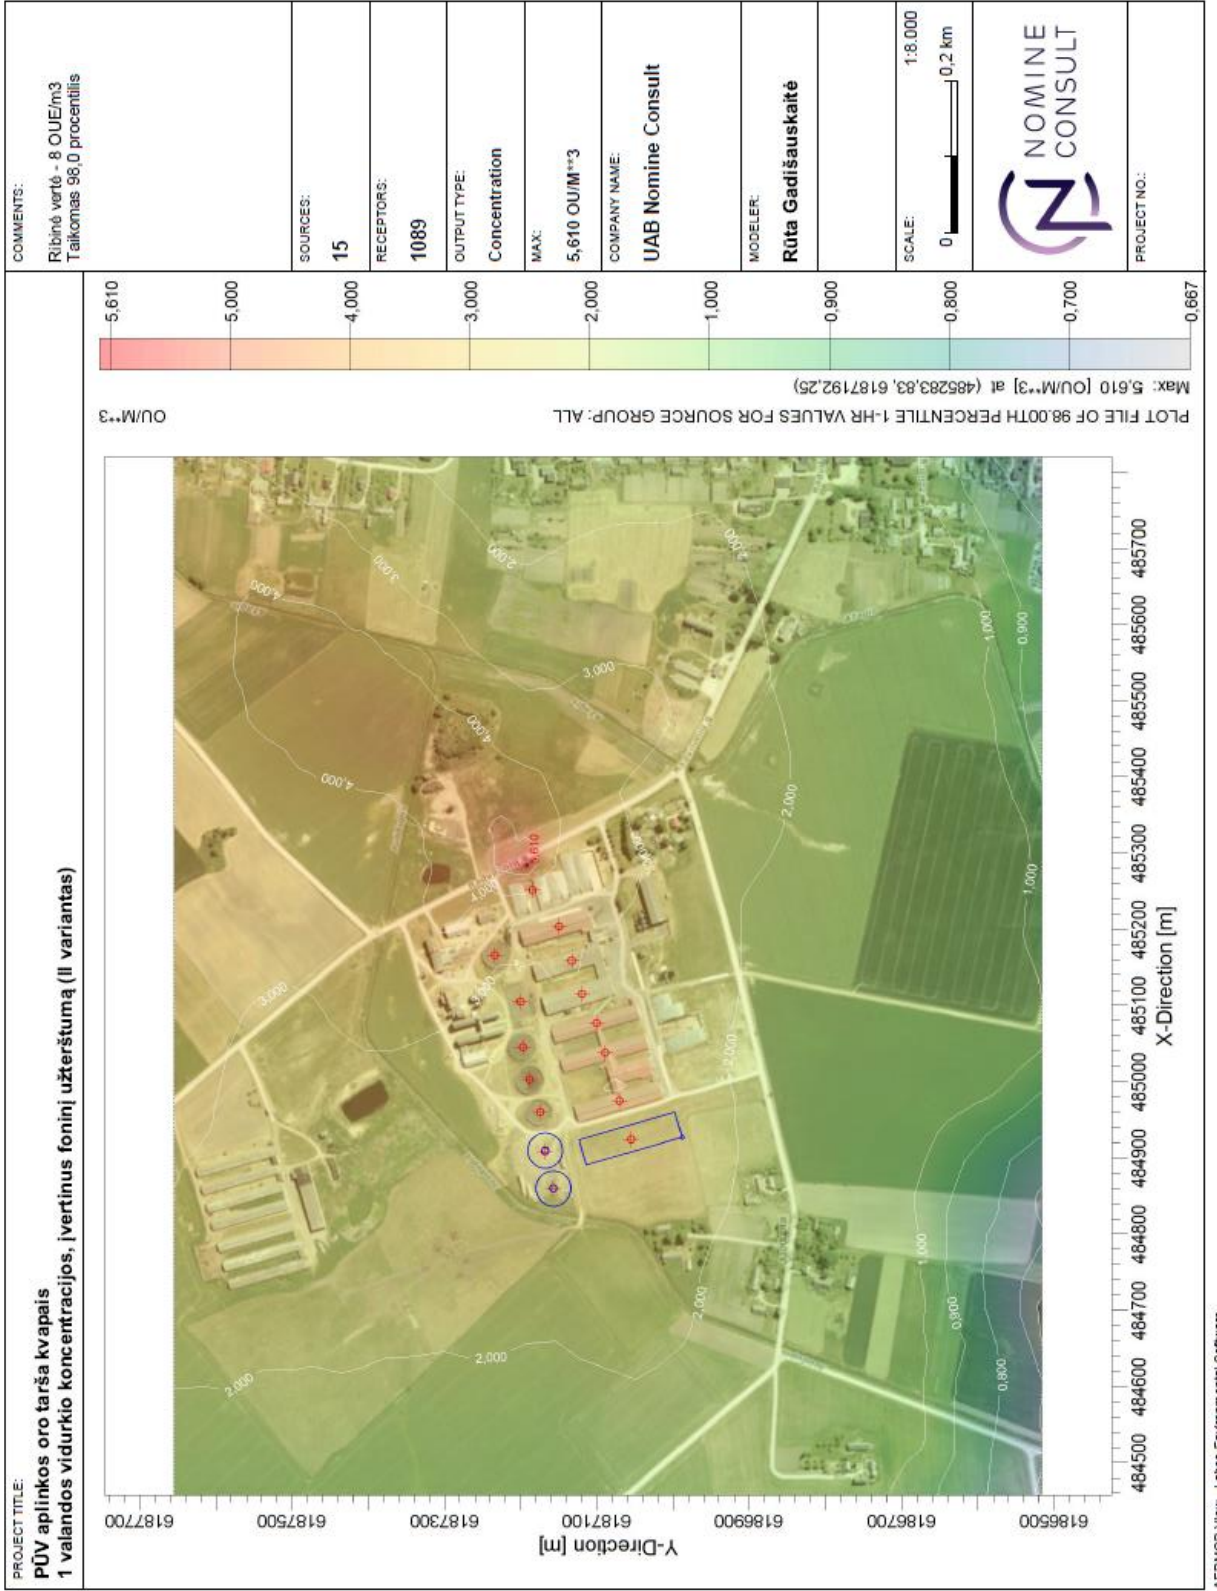 PROJECT TITLE:
PŪV aplinkos oro tarša kvapais
1 valandos vidurkio koncentracijos, įvertinus foninį užterštumą (II variantas)
COMMENTS:
Ribinė vertė - 8 OUE/m3
Taikomas 98,0 procentilis
SOURCES:
15
RECEPTORS:
1089
OUTPUT TYPE:
Concentration
MAX:
5,610 OU/M**3
COMPANY NAME:
UAB Nomine Consult
MODELER:
Rūta Gadišauskaitė
SCALE:
1:8.000
0
0,2 km
NOMINE
CONSULT
PROJECT NO.:
OU/M**3
PLOT FILE OF 98.00TH PERCENTILE 1-HR VALUES FOR SOURCE GROUP: ALL
Max: 5,610 [OU/M**3] at (485283,83, 6187192,25)
5,610
5,000
4,000
3,000
2,000
1,000
0,900
0,800
0,700
0,667
Y-Direction [m]
6187700
6187500
6187300
6187100
6186900
6186700
6186500
X-Direction [m]
484500
484600
484700
484800
484900
485000
485100
485200
485300
485400
485500
485600
485700
2,000
2,000
3,000
4,000
4,000
3,000
2,000
2,000
4,000
3,000
4,000
5,610
2,000
2,000
2,000
1,000
0,900
1,000
1,000
0,900
0,800